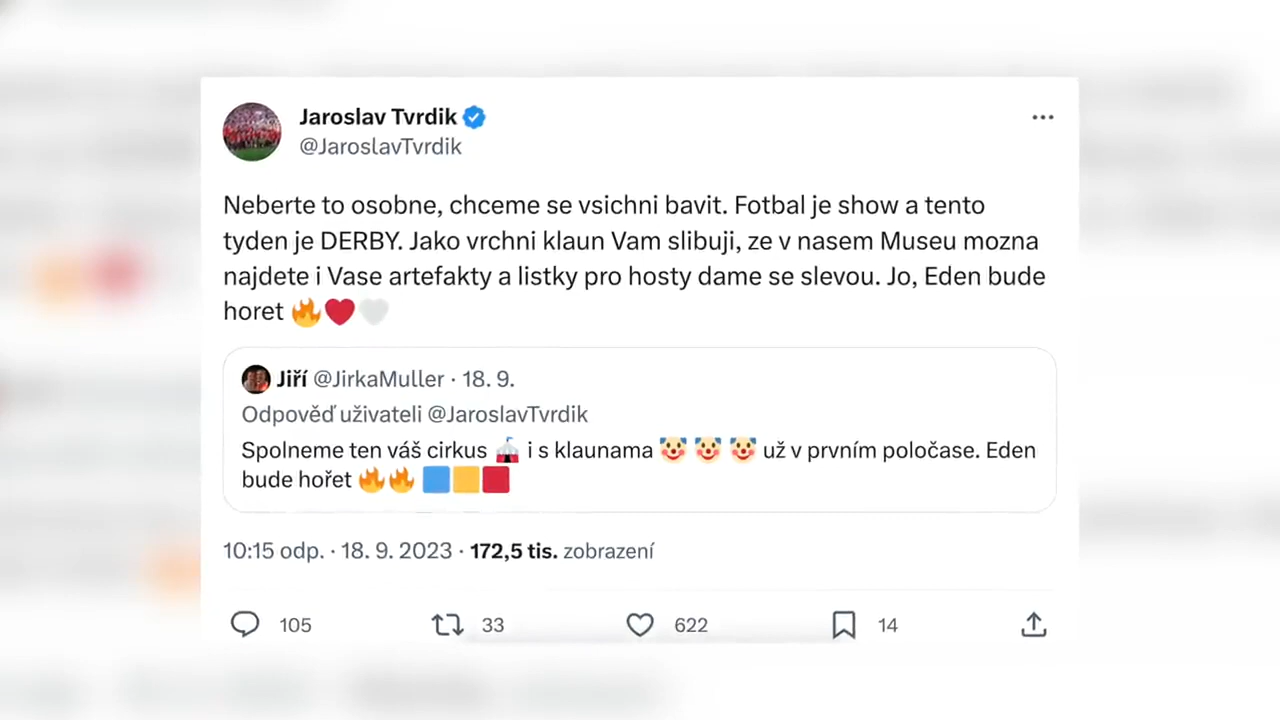 Jaroslav Tvrdik
@JaroslavTvrdik
Neberte to osobne, chceme se vsichni bavit. Fotbal je show a tento
tyden je DERBY. Jako vrchni klaun Vam slibuji, ze v nasem Museu mozna
najdete i Vase artefakty a listky pro hosty dame se slevou. Jo, Eden bude
horet 🔥❤️🤍
Jiří @JirkaMuller · 18. 9.
Odpověď uživateli @JaroslavTvrdik
Spolneme ten váš cirkus 🎪 i s klaunama 🤡 🤡 🤡 už v prvním poločase. Eden
bude hořet 🔥🔥 🟦🟨🟥
10:15 odp. · 18. 9. 2023 · 172,5 tis. zobrazení
105 33 622 14